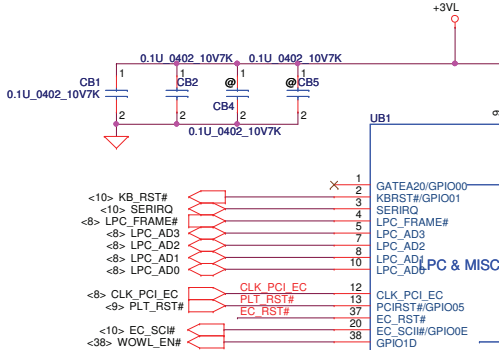 +3VL
0.1U_0402_10V7K 0.1U_0402_10V7K
1 1 1 1
CB1 CB2 @ @CB5
0.1U_0402_10V7K
CB4
2 2 2 2
0.1U_0402_10V7K
UB1
1 GATEA20/GPIO00
<10> KB_RST# 2 KBRST#/GPIO01
<10> SERIRQ 3 SERIRQ
<8> LPC_FRAME# 4 LPC_FRAME#
<8> LPC_AD3 5 LPC_AD3
<8> LPC_AD2 7 LPC_AD2
<8> LPC_AD1 8 LPC_AD1
<8> LPC_AD0 10 LPC_AD0 LPC & MISC
<8> CLK_PCI_EC CLK_PCI_EC 12 CLK_PCI_EC
<9> PLT_RST# PLT_RST# 13 PCIRST#/GPIO05
EC_RST# 37 EC_RST#
<10> EC_SCI# 20 EC_SCI#/GPIO0E
<38> WOWL_EN# 38 GPIO1D